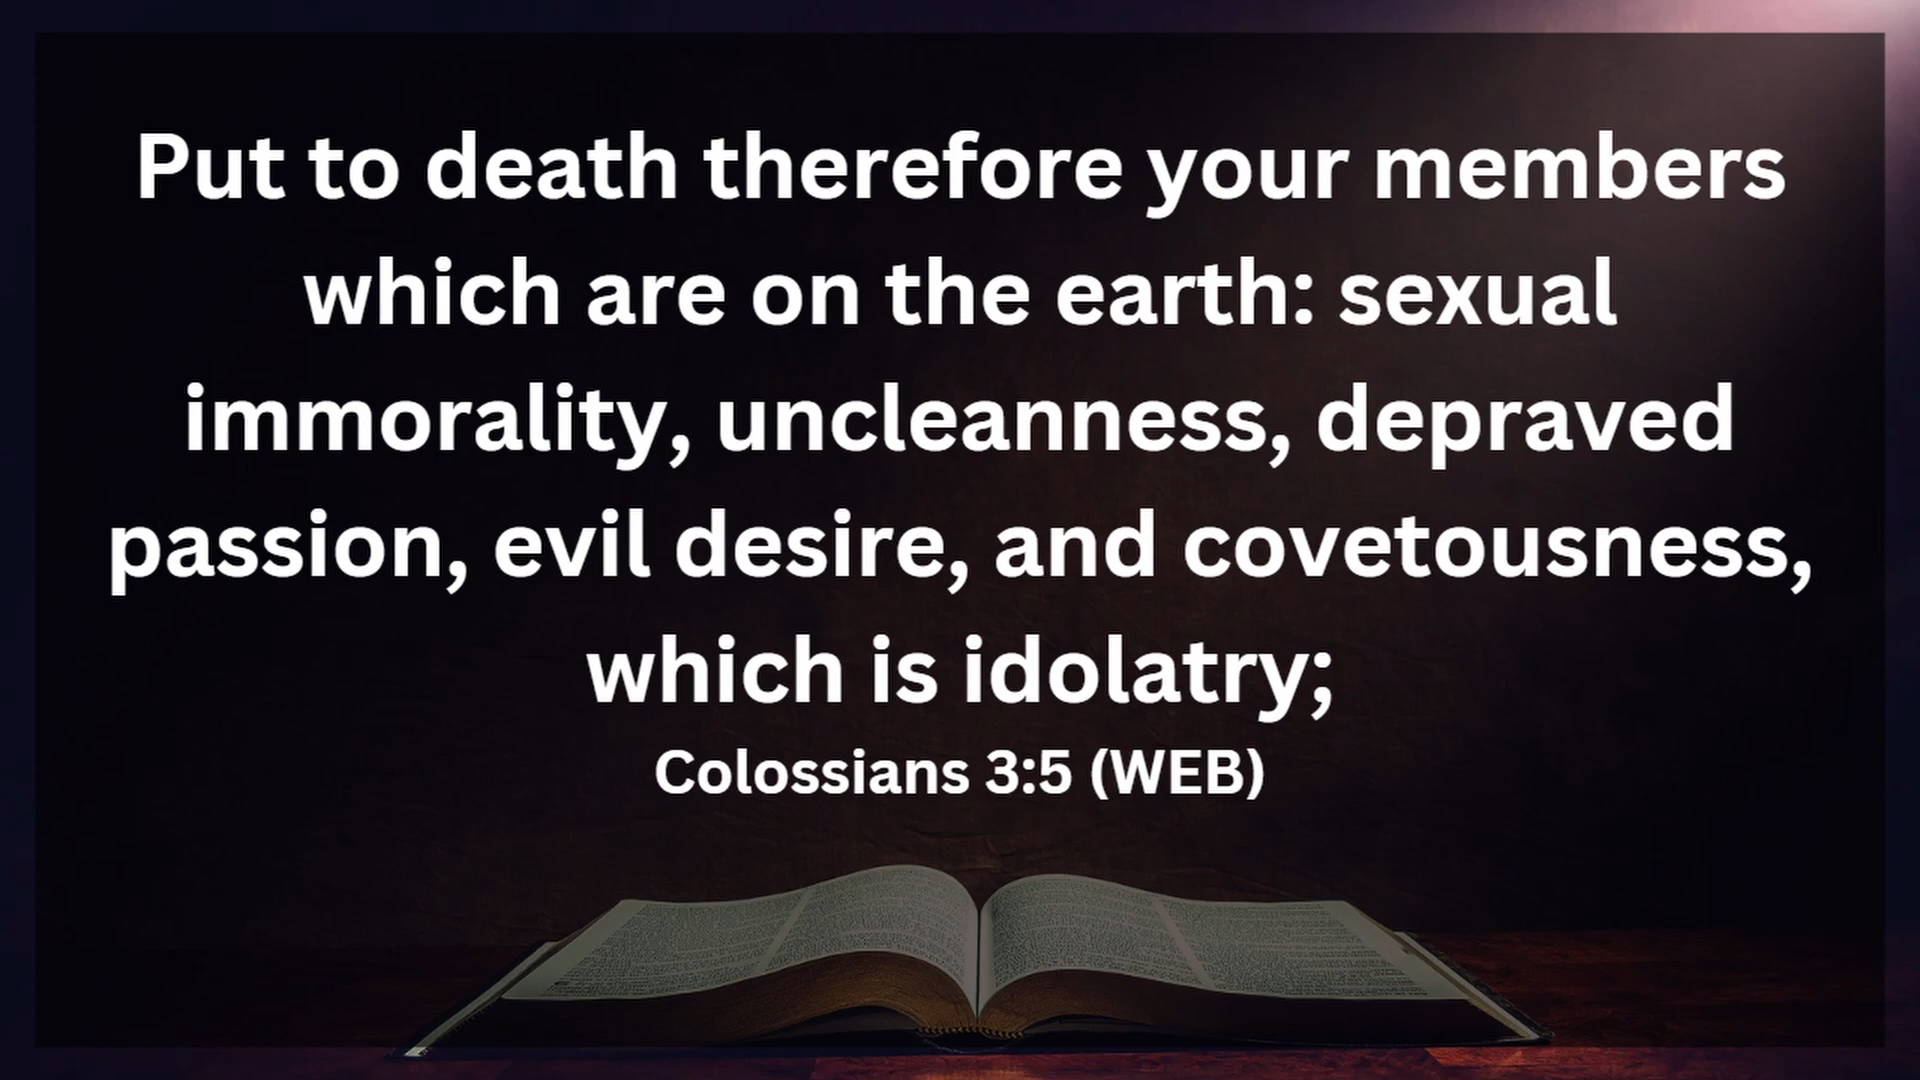 Put to death therefore your members
which are on the earth: sexual
immorality, uncleanness, depraved
passion, evil desire, and covetousness,
which is idolatry;
Colossians 3:5 (WEB)